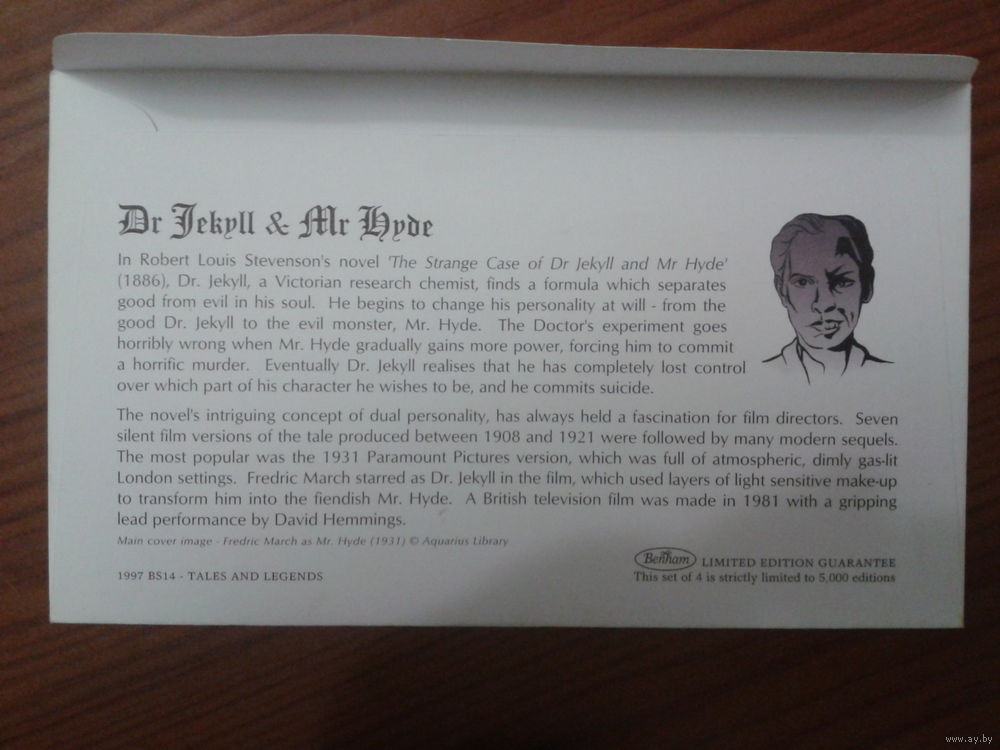 Dr Jekyll & Mr Hyde
In Robert Louis Stevenson's novel 'The Strange Case of Dr Jekyll and Mr Hyde'
(1886), Dr. Jekyll, a Victorian research chemist, finds a formula which separates
good from evil in his soul. He begins to change his personality at will - from the
good Dr. Jekyll to the evil monster, Mr. Hyde. The Doctor's experiment goes
horribly wrong when Mr. Hyde gradually gains more power, forcing him to commit
a horrific murder. Eventually Dr. Jekyll realises that he has completely lost control
over which part of his character he wishes to be, and he commits suicide.
The novel's intriguing concept of dual personality, has always held a fascination for film directors. Seven
silent film versions of the tale produced between 1908 and 1921 were followed by many modern sequels.
The most popular was the 1931 Paramount Pictures version, which was full of atmospheric, dimly gas-lit
London settings. Fredric March starred as Dr. Jekyll in the film, which used layers of light sensitive make-up
to transform him into the fiendish Mr. Hyde. A British television film was made in 1981 with a gripping
lead performance by David Hemmings.
Main cover image - Fredric March as Mr. Hyde (1931) © Aquarius Library
1997 BS14 - TALES AND LEGENDS
Benham LIMITED EDITION GUARANTEE
This set of 4 is strictly limited to 5,000 editions
www.ay.by